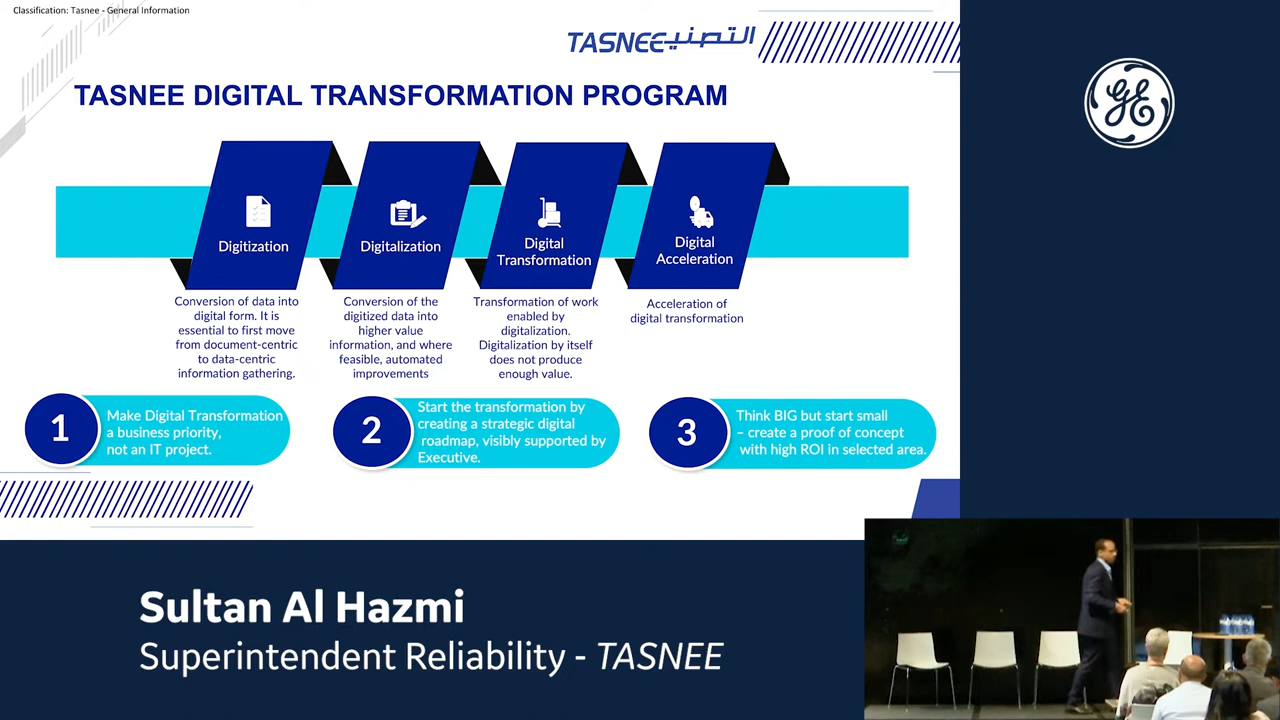 Classification: Tasnee - General Information
TASNEE التصنيع
TASNEE DIGITAL TRANSFORMATION PROGRAM
Digitization
Digitalization
Digital
Transformation
Digital
Acceleration
Conversion of data into
digital form. It is
essential to first move
from document-centric
to data-centric
information gathering.
Conversion of the
digitized data into
higher value
information, and where
feasible, automated
improvements
Transformation of work
enabled by
digitalization.
Digitalization by itself
does not produce
enough value.
Acceleration of
digital transformation
1
Make Digital Transformation
a business priority,
not an IT project.
2
Start the transformation by
creating a strategic digital
roadmap, visibly supported by
Executive.
3
Think BIG but start small
– create a proof of concept
with high ROI in selected area.
GE
Sultan Al Hazmi
Superintendent Reliability - TASNEE